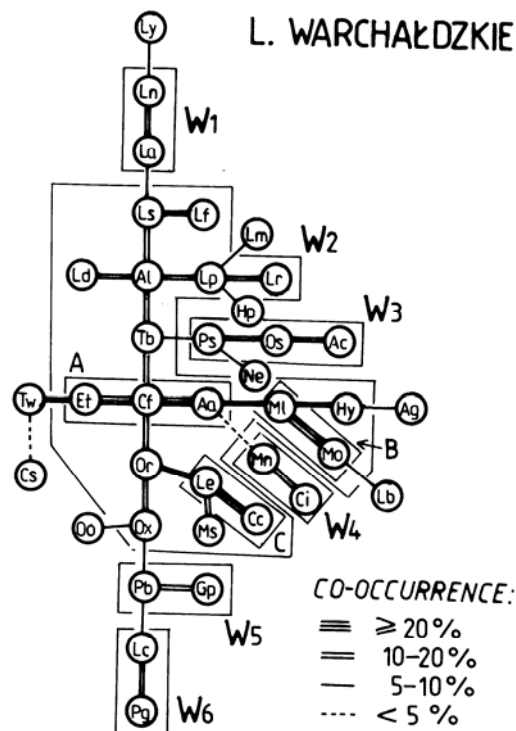 L. WARCHAŁDZKIE
Ly
Ln
W1
La
Ls Lf
Lm
W2
Ld Al Lp Lr
Hp
W3
Tb Ps Os Ac
A
Ne
Tw Et Cf Aq Ml Hy Ag
B
Cs
Or Le Mn Mo
Ci Lb
W4
Oo Ox Ms Cc
C
Pb Gp
W5
Lc
Pg
W6
CO-OCCURRENCE:
≥20%
10-20%
5-10%
<5%